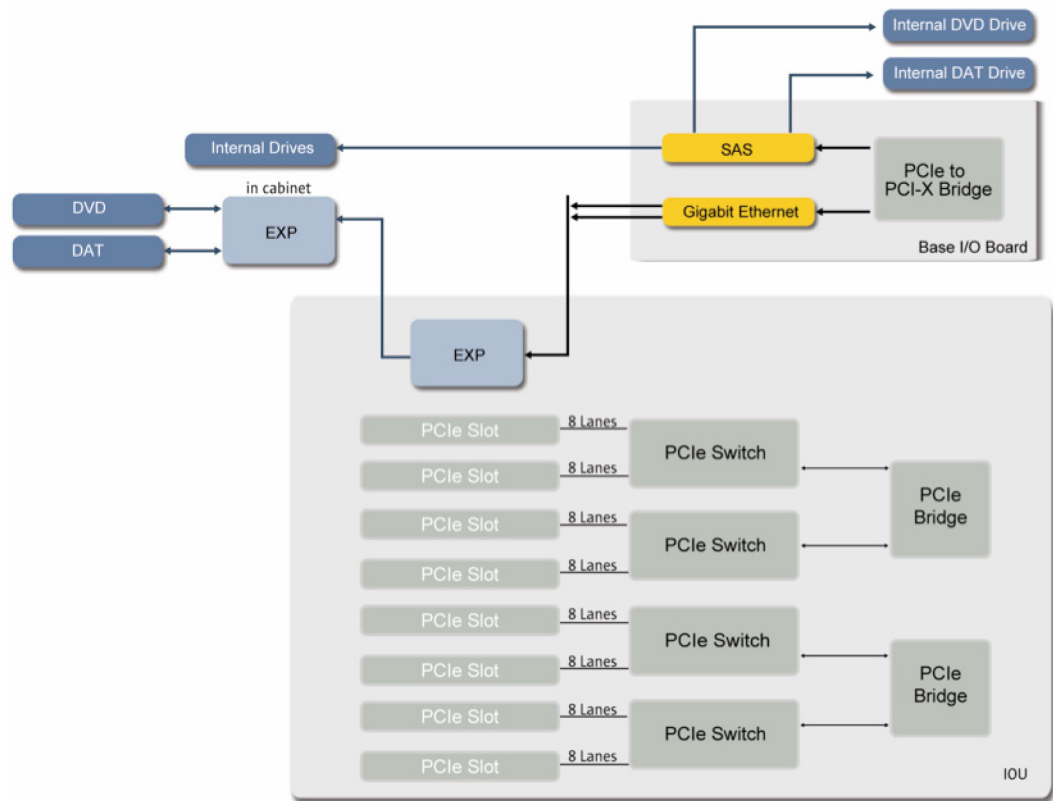 Internal DVD Drive
Internal DAT Drive
Internal Drives
SAS
PCIe to
PCI-X Bridge
in cabinet
DVD
EXP
DAT
Gigabit Ethernet
Base I/O Board
EXP
PCIe Slot
8 Lanes
PCIe Switch
PCIe Slot
8 Lanes
PCIe
Bridge
PCIe Slot
8 Lanes
PCIe Switch
PCIe Slot
8 Lanes
PCIe Slot
8 Lanes
PCIe Switch
PCIe Slot
8 Lanes
PCIe
Bridge
PCIe Slot
8 Lanes
PCIe Switch
PCIe Slot
8 Lanes
IOU